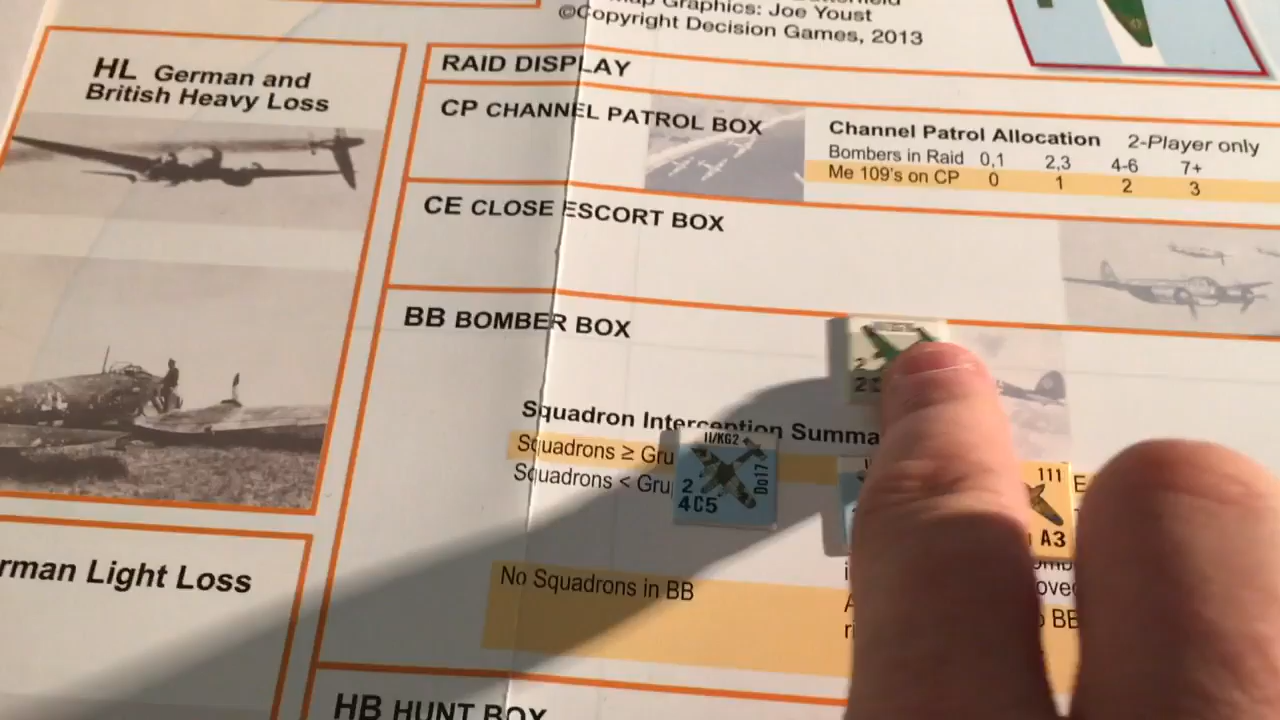 Map Graphics: Joe Youst
©Copyright Decision Games, 2013
HL German and
British Heavy Loss
RAID DISPLAY
CP CHANNEL PATROL BOX
Channel Patrol Allocation 2-Player only
Bombers in Raid 0,1 2,3 4-6 7+
Me 109's on CP 0 1 2 3
CE CLOSE ESCORT BOX
BB BOMBER BOX
Squadron Interception Summa
Squadrons ≥ Gru
Squadrons < Gru
II/KG2
Do17
2
4C5
2
111
A3
E
No Squadrons in BB
BB
rman Light Loss
HB HUNT BOX